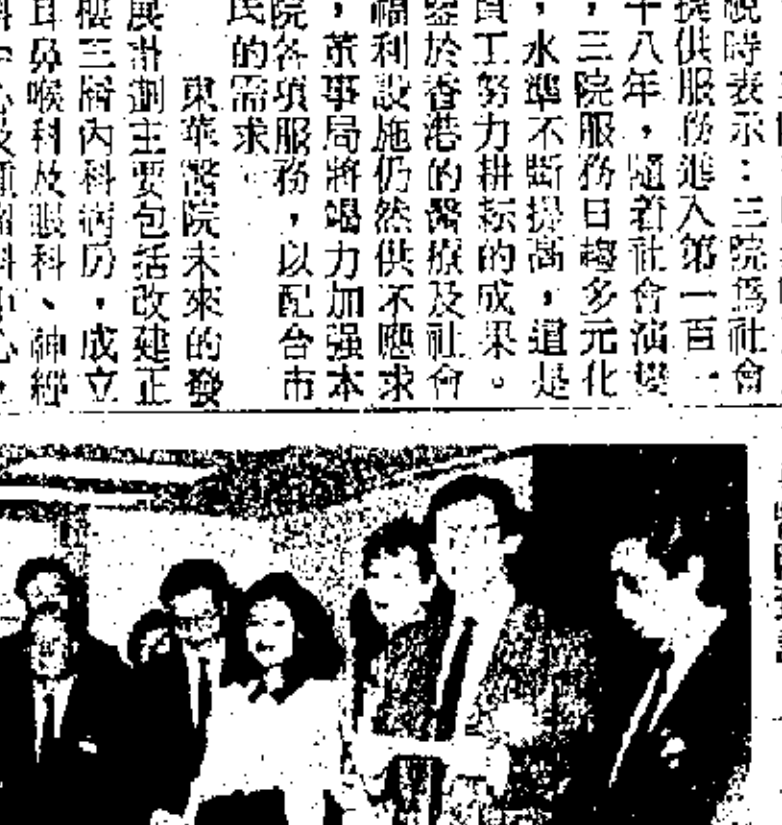 時表示：三院爲社會
提供服務進入第一百一
十八年，隨着社會演變
，三院服務日趨多元化
，水準不斷提高，這是
員工努力耕耘的成果。
鑒於香港的醫療及社會
福利設施仍然供不應求
，董事局將竭力加强本
院各項服務，以配合市
民的需求。
東華醫院未來的發
展計劃主要包括改建正
樓三層內科病房，成立
耳鼻喉科及眼科、神經